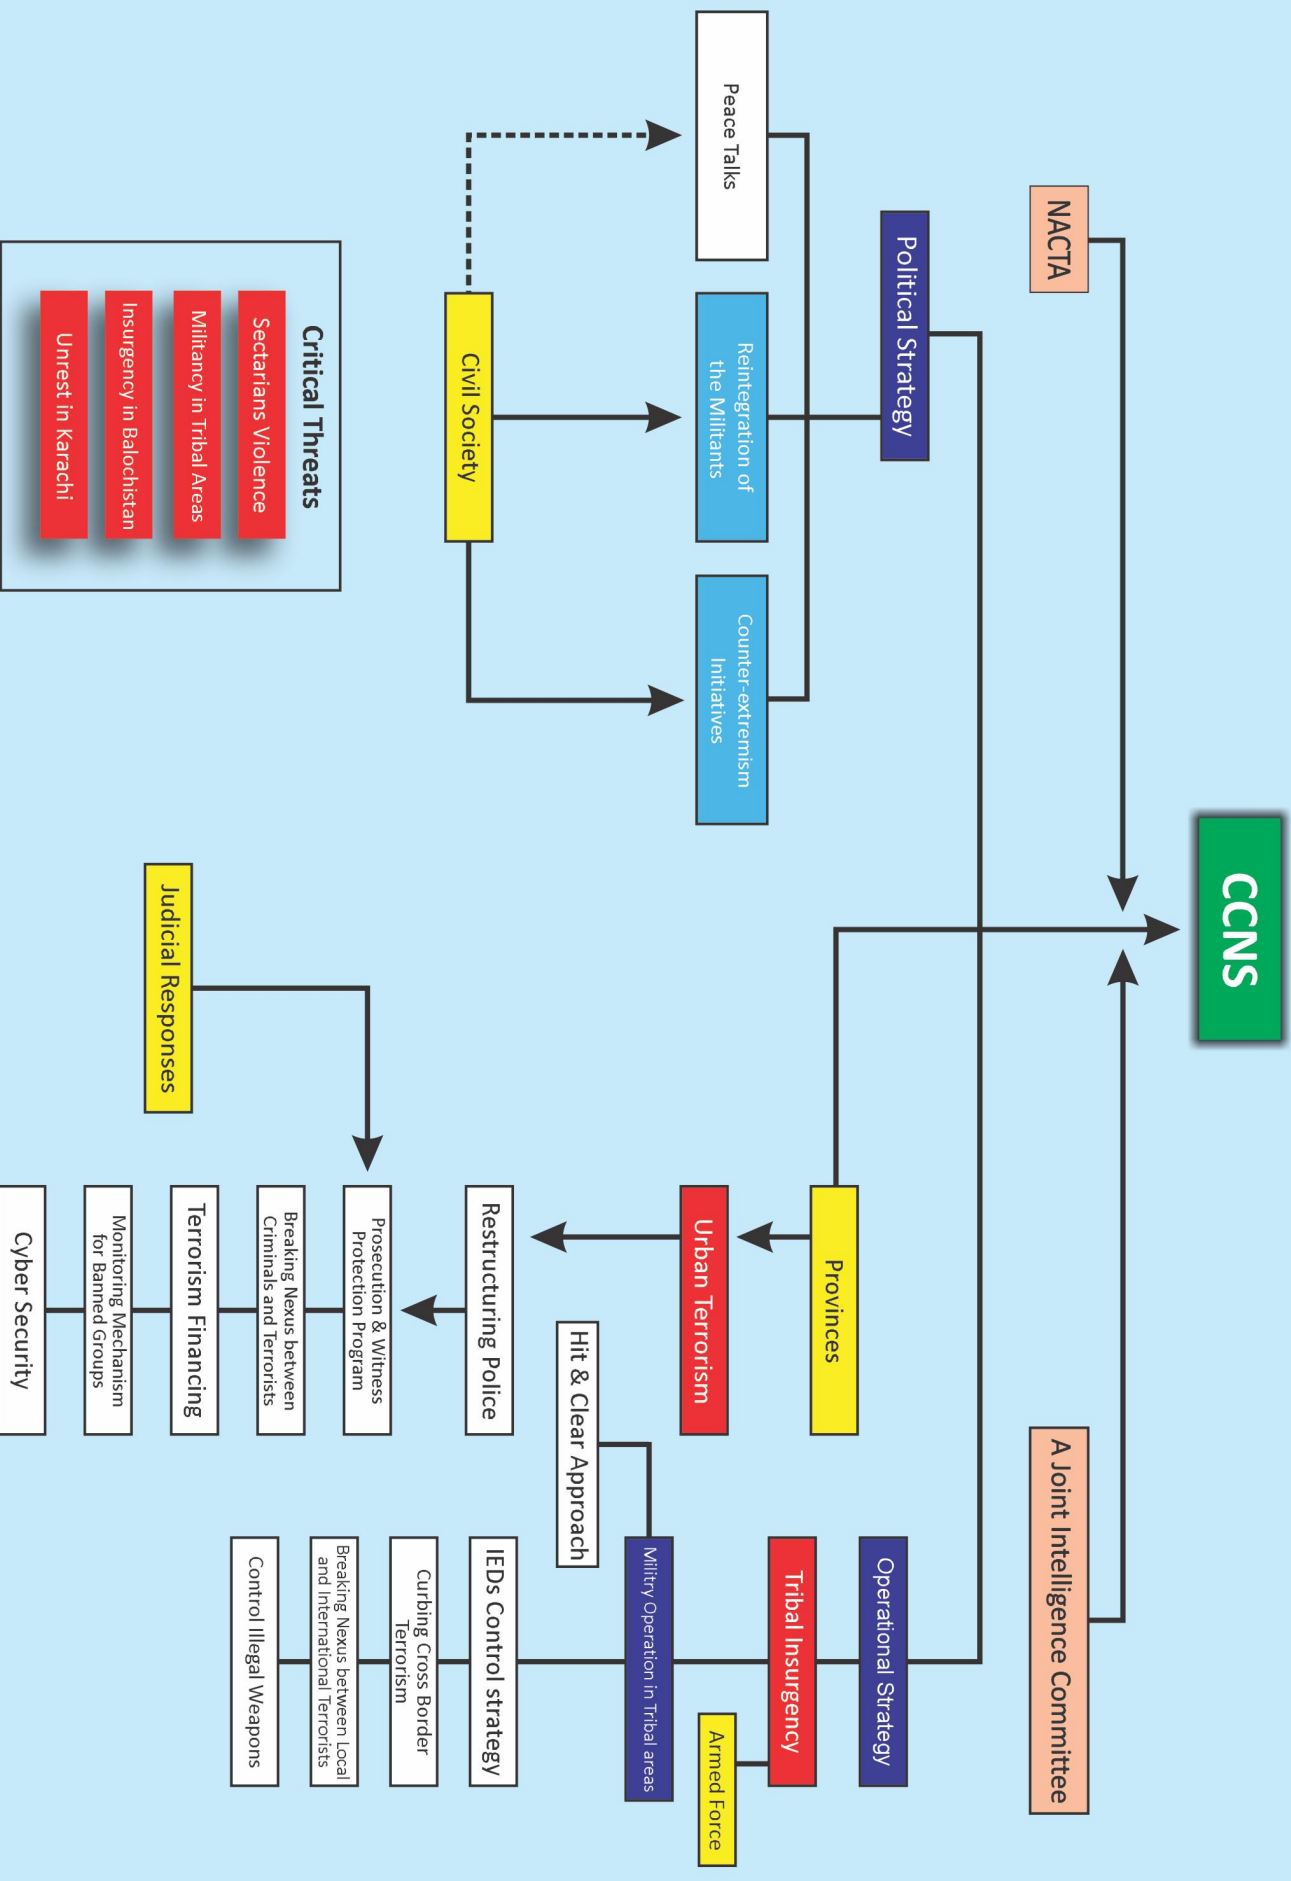 CCNS
NACTA
A Joint Intelligence Committee
Political Strategy
Operational Strategy
Peace Talks
Reintegration of
the Militants
Counter-extremism
Initiatives
Provinces
Tribal Insurgency
Urban Terrorism
Armed Force
Militry Operation in Tribal areas
Hit & Clear Approach
Civil Society
Restructuring Police
IEDs Control strategy
Prosecution & Witness
Protection Program
Curbing Cross Border
Terrorism
Breaking Nexus between
Criminals and Terrorists
Breaking Nexus between Local
and International Terrorists
Terrorism Financing
Control Illegal Weapons
Judicial Responses
Monitoring Mechanism
for Banned Groups
Cyber Security
Critical Threats
Sectarians Violence
Militancy in Tribal Areas
Insurgency in Balochistan
Unrest in Karachi